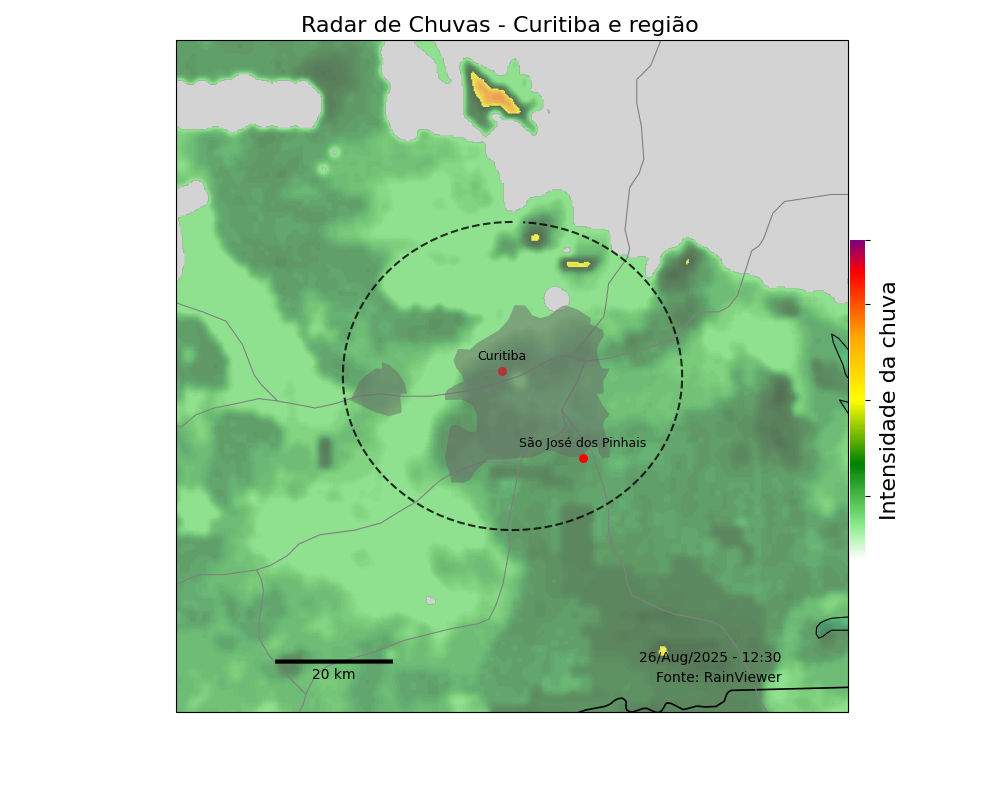 Radar de Chuvas - Curitiba e região
Curitiba
São José dos Pinhais
20 km
26/Aug/2025 - 12:30
Fonte: RainViewer
Intensidade da chuva